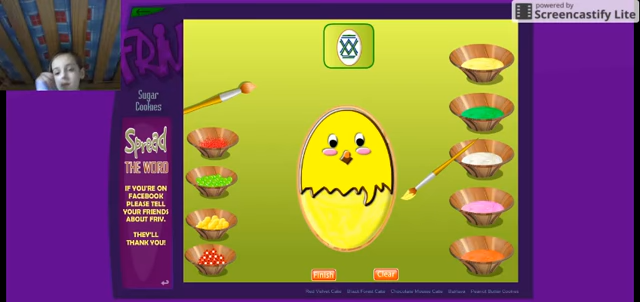 powered by
Screencastify Lite
FRIV
Sugar
Cookies
Spread
THE WORD
IF YOU'RE ON
FACEBOOK
PLEASE TELL
YOUR FRIENDS
ABOUT FRIV.
THEY'LL
THANK YOU!
Finish
Clear